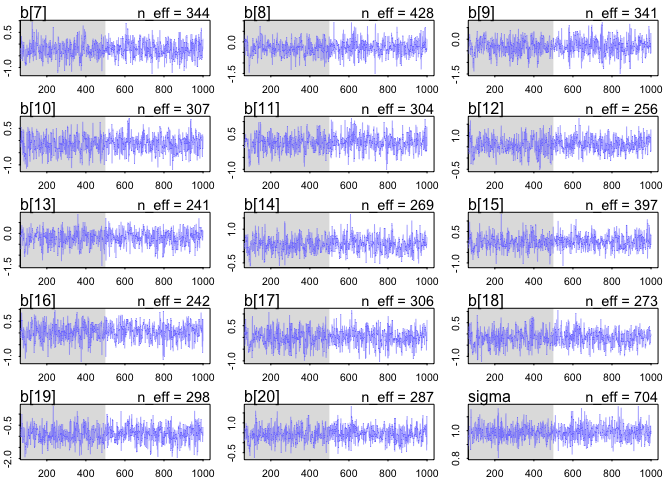 b[7] n_eff = 344 b[8] n_eff = 428 b[9] n_eff = 341
0.5 0.0 0.0
-1.0 -1.5 -1.5
200 400 600 800 1000 200 400 600 800 1000 200 400 600 800 1000
b[10] n_eff = 307 b[11] n_eff = 304 b[12] n_eff = 256
0.5 0.5 1.0
-1.0 -1.0 -0.5
200 400 600 800 1000 200 400 600 800 1000 200 400 600 800 1000
b[13] n_eff = 241 b[14] n_eff = 269 b[15] n_eff = 397
0.0 1.0 0.5
-1.5 -0.5 -1.0
200 400 600 800 1000 200 400 600 800 1000 200 400 600 800 1000
b[16] n_eff = 242 b[17] n_eff = 306 b[18] n_eff = 273
0.5 0.5 0.5
-1.0 -1.0 -1.0
200 400 600 800 1000 200 400 600 800 1000 200 400 600 800 1000
b[19] n_eff = 298 b[20] n_eff = 287 sigma n_eff = 704
-0.5 1.0 1.0
-2.0 -0.5 0.8
200 400 600 800 1000 200 400 600 800 1000 200 400 600 800 1000